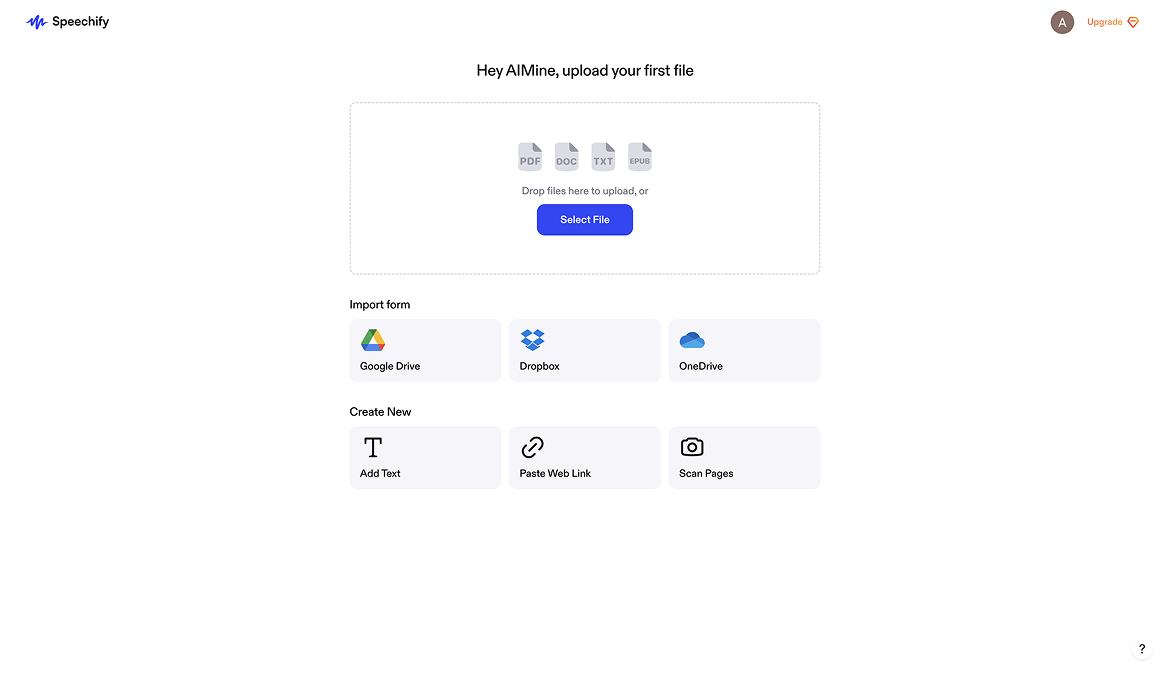 Speechify
A
Upgrade
Hey AIMine, upload your first file
PDF DOC TXT EPUB
Drop files here to upload, or
Select File
Import form
Google Drive
Dropbox
OneDrive
Create New
Add Text
Paste Web Link
Scan Pages
?